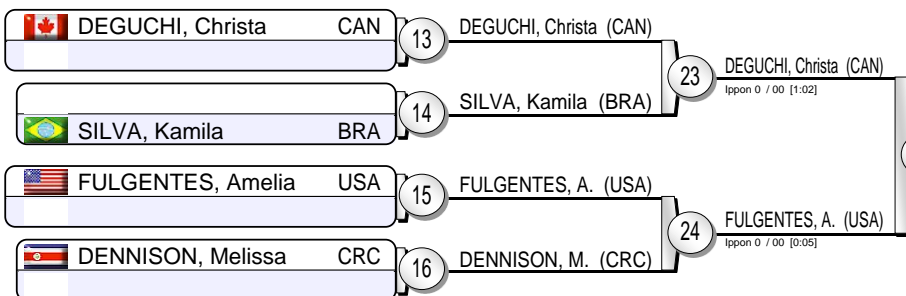 DEGUCHI, Christa CAN
13
DEGUCHI, Christa (CAN)
23
DEGUCHI, Christa (CAN)
Ippon 0 / 00 [1:02]
14
SILVA, Kamila (BRA)
SILVA, Kamila BRA
FULGENTES, Amelia USA
15
FULGENTES, A. (USA)
24
FULGENTES, A. (USA)
Ippon 0 / 00 [0:05]
DENNISON, Melissa CRC
16
DENNISON, M. (CRC)